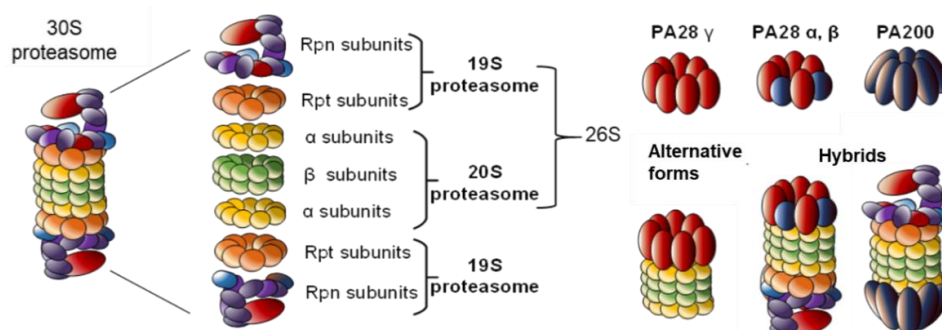 30S
proteasome
Rpn subunits
Rpt subunits
19S
proteasome
α subunits
β subunits
α subunits
20S
proteasome
26S
Rpt subunits
Rpn subunits
19S
proteasome
PA28 γ
PA28 α, β
PA200
Alternative
forms
Hybrids